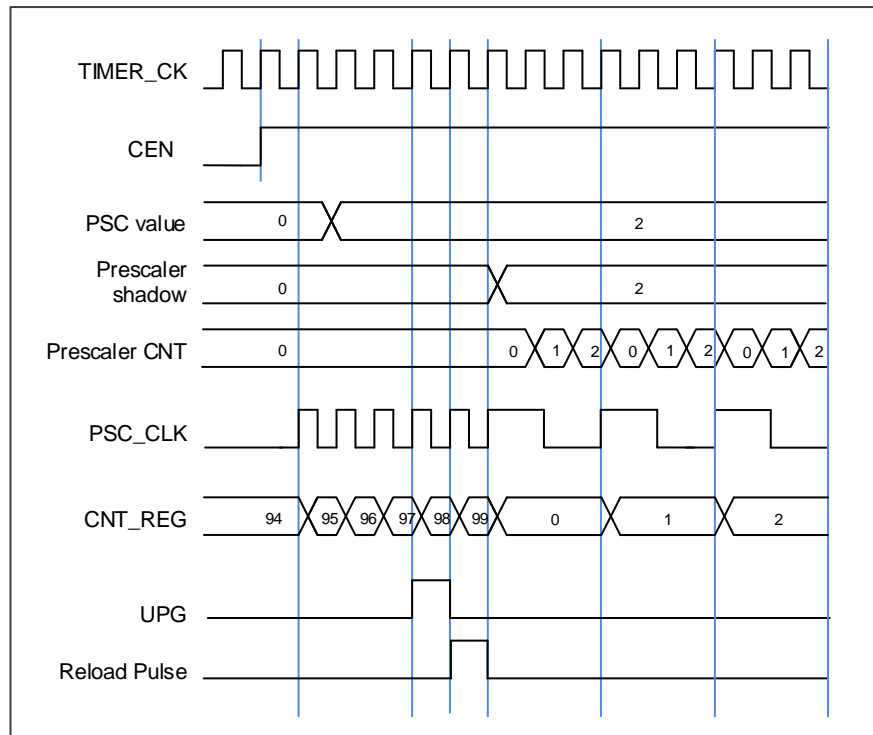 TIMER_CK
CEN
PSC value 0 2
Prescaler
shadow 0 2
Prescaler CNT 0 0 1 2 0 1 2 0 1 2
PSC_CLK
CNT_REG 94 95 96 97 98 99 0 1 2
UPG
Reload Pulse